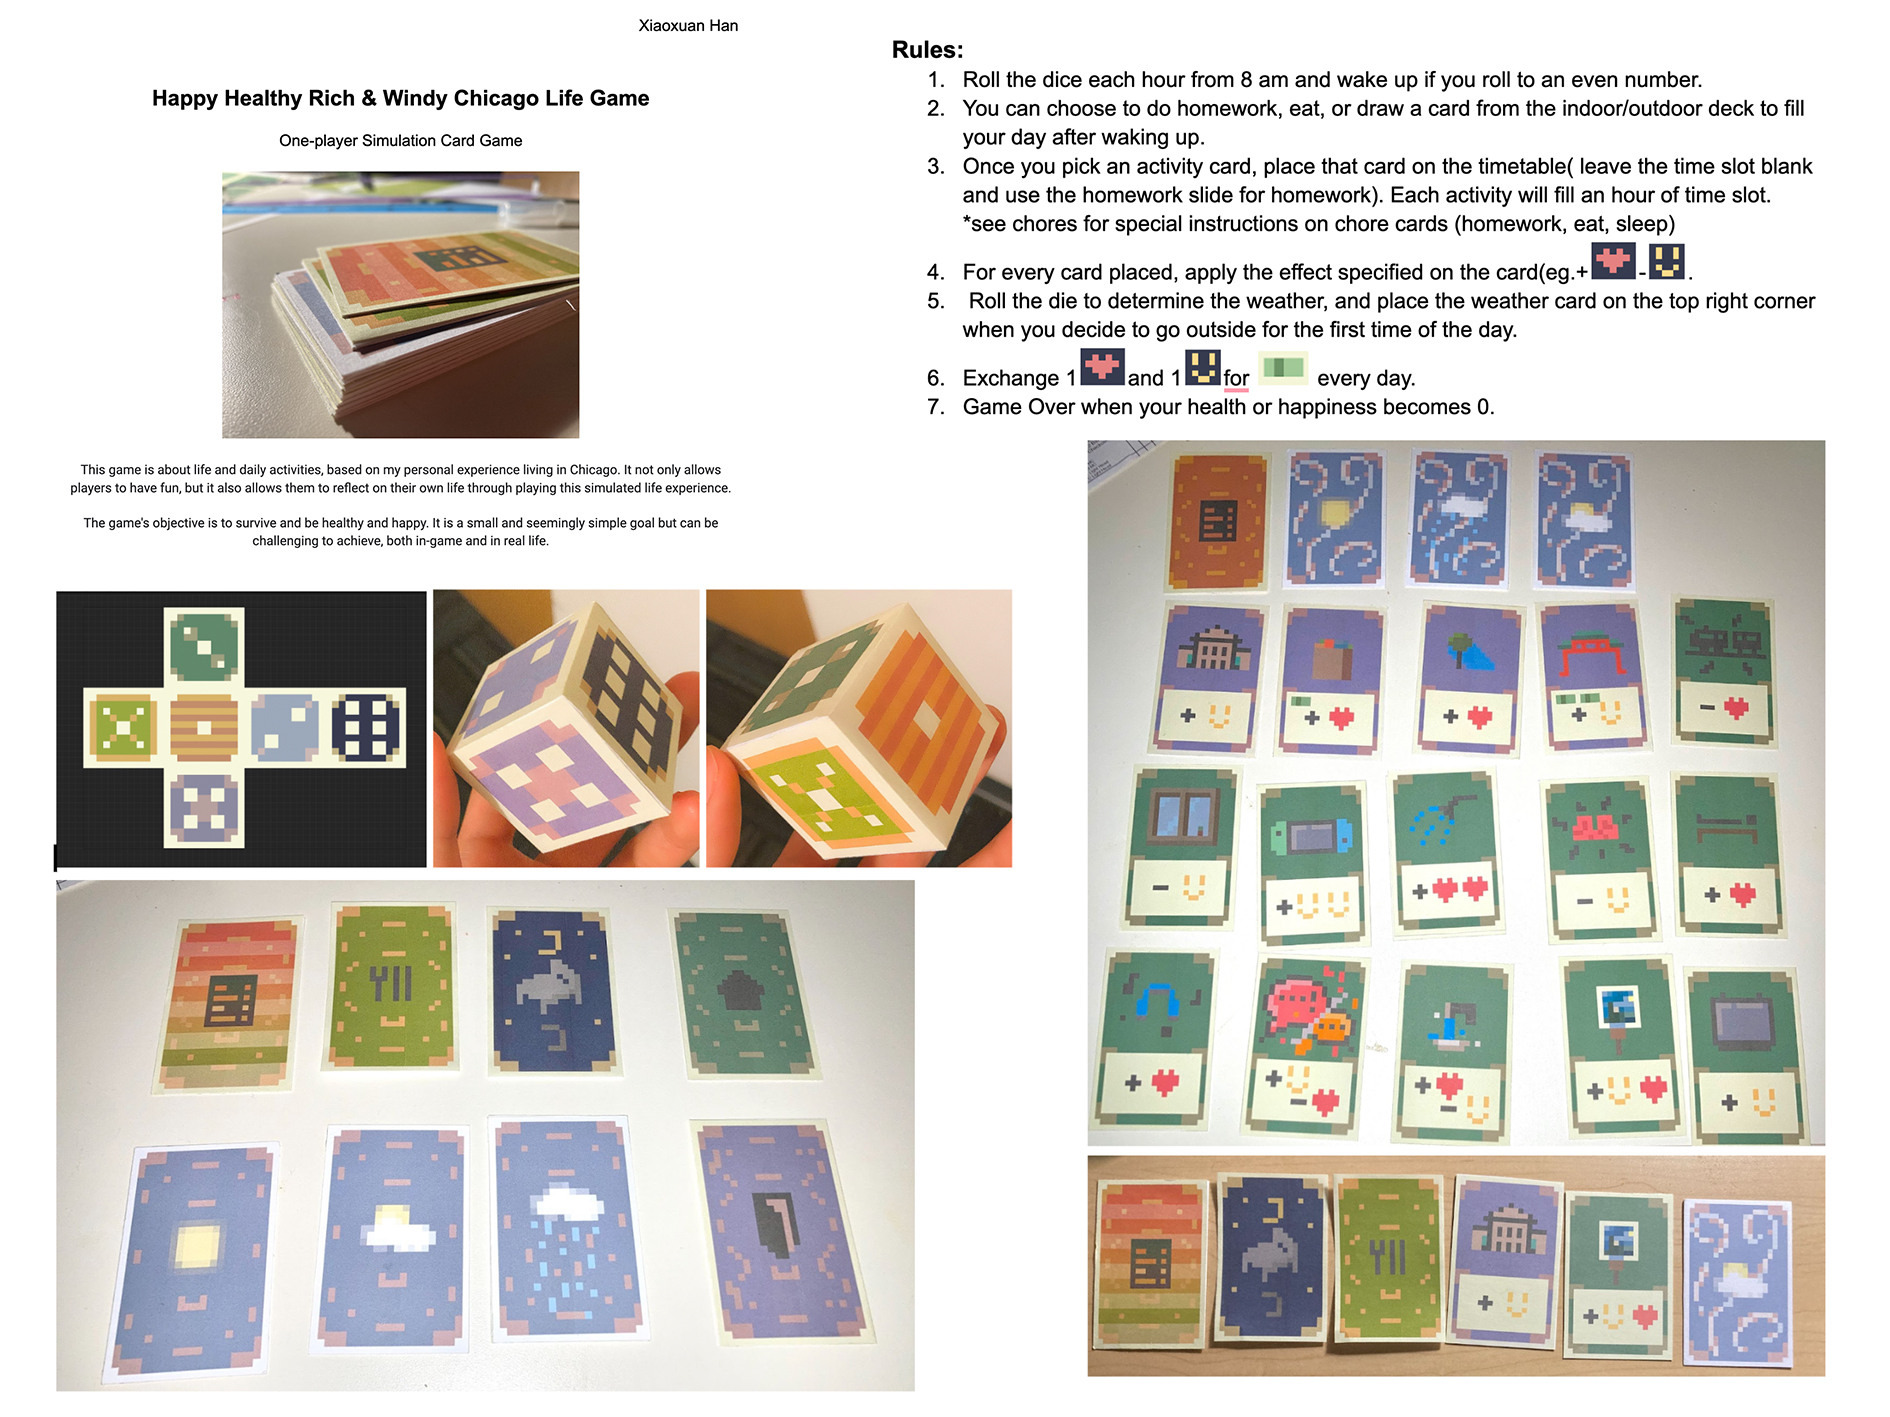 Xiaoxuan Han
Happy Healthy Rich & Windy Chicago Life Game
One-player Simulation Card Game
This game is about life and daily activities, based on my personal experience living in Chicago. It not only allows
players to have fun, but it also allows them to reflect on their own life through playing this simulated life experience.
The game's objective is to survive and be healthy and happy. It is a small and seemingly simple goal but can be
challenging to achieve, both in-game and in real life.
Rules:
1. Roll the dice each hour from 8 am and wake up if you roll to an even number.
2. You can choose to do homework, eat, or draw a card from the indoor/outdoor deck to fill
your day after waking up.
3. Once you pick an activity card, place that card on the timetable( leave the time slot blank
and use the homework slide for homework). Each activity will fill an hour of time slot.
*see chores for special instructions on chore cards (homework, eat, sleep)
4. For every card placed, apply the effect specified on the card(eg.+ - .
5. Roll the die to determine the weather, and place the weather card on the top right corner
when you decide to go outside for the first time of the day.
6. Exchange 1 and 1 for every day.
7. Game Over when your health or happiness becomes 0.